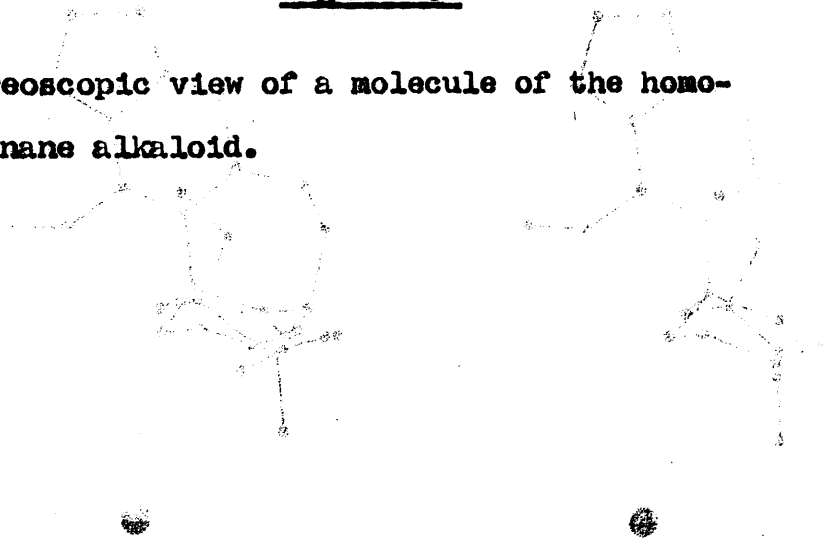 eoscopic view of a molecule of the homo-
nane alkaloid.